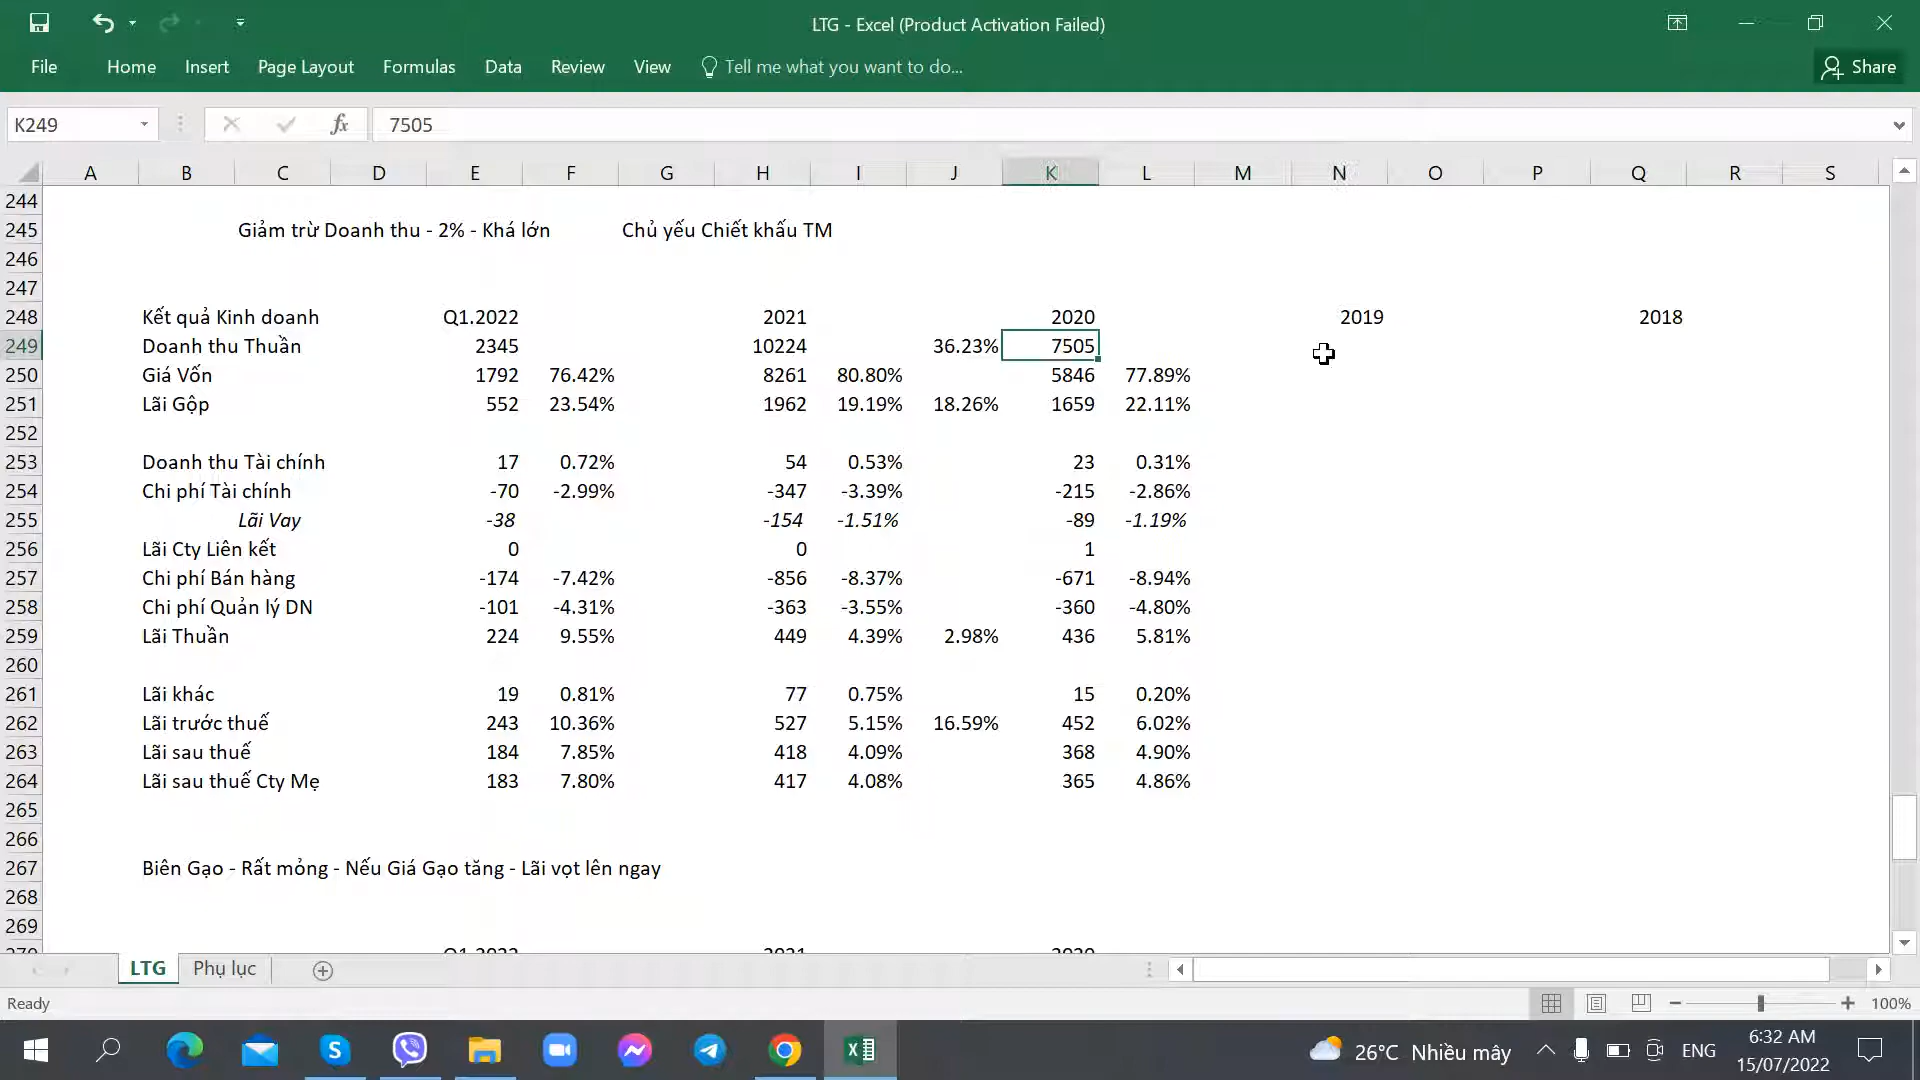 LTG - Excel (Product Activation Failed)
File Home Insert Page Layout Formulas Data Review View Tell me what you want to do... Share
K249 fx 7505
A B C D E F G H I J K L M N O P Q R S
244
245 Giảm trừ Doanh thu - 2% - Khá lớn Chủ yếu Chiết khấu TM
246
247
248 Kết quả Kinh doanh Q1.2022 2021 2020 2019 2018
249 Doanh thu Thuần 2345 10224 36.23% 7505
250 Giá Vốn 1792 76.42% 8261 80.80% 5846 77.89%
251 Lãi Gộp 552 23.54% 1962 19.19% 18.26% 1659 22.11%
252
253 Doanh thu Tài chính 17 0.72% 54 0.53% 23 0.31%
254 Chi phí Tài chính -70 -2.99% -347 -3.39% -215 -2.86%
255 Lãi Vay -38 -154 -1.51% -89 -1.19%
256 Lãi Cty Liên kết 0 0 1
257 Chi phí Bán hàng -174 -7.42% -856 -8.37% -671 -8.94%
258 Chi phí Quản lý DN -101 -4.31% -363 -3.55% -360 -4.80%
259 Lãi Thuần 224 9.55% 449 4.39% 2.98% 436 5.81%
260
261 Lãi khác 19 0.81% 77 0.75% 15 0.20%
262 Lãi trước thuế 243 10.36% 527 5.15% 16.59% 452 6.02%
263 Lãi sau thuế 184 7.85% 418 4.09% 368 4.90%
264 Lãi sau thuế Cty Mẹ 183 7.80% 417 4.08% 365 4.86%
265
266
267 Biên Gạo - Rất mỏng - Nếu Giá Gạo tăng - Lãi vọt lên ngay
268
269
270 Q1.2022 2021 2020
LTG Phụ lục
Ready 100%
26°C Nhiều mây ENG 6:32 AM
15/07/2022